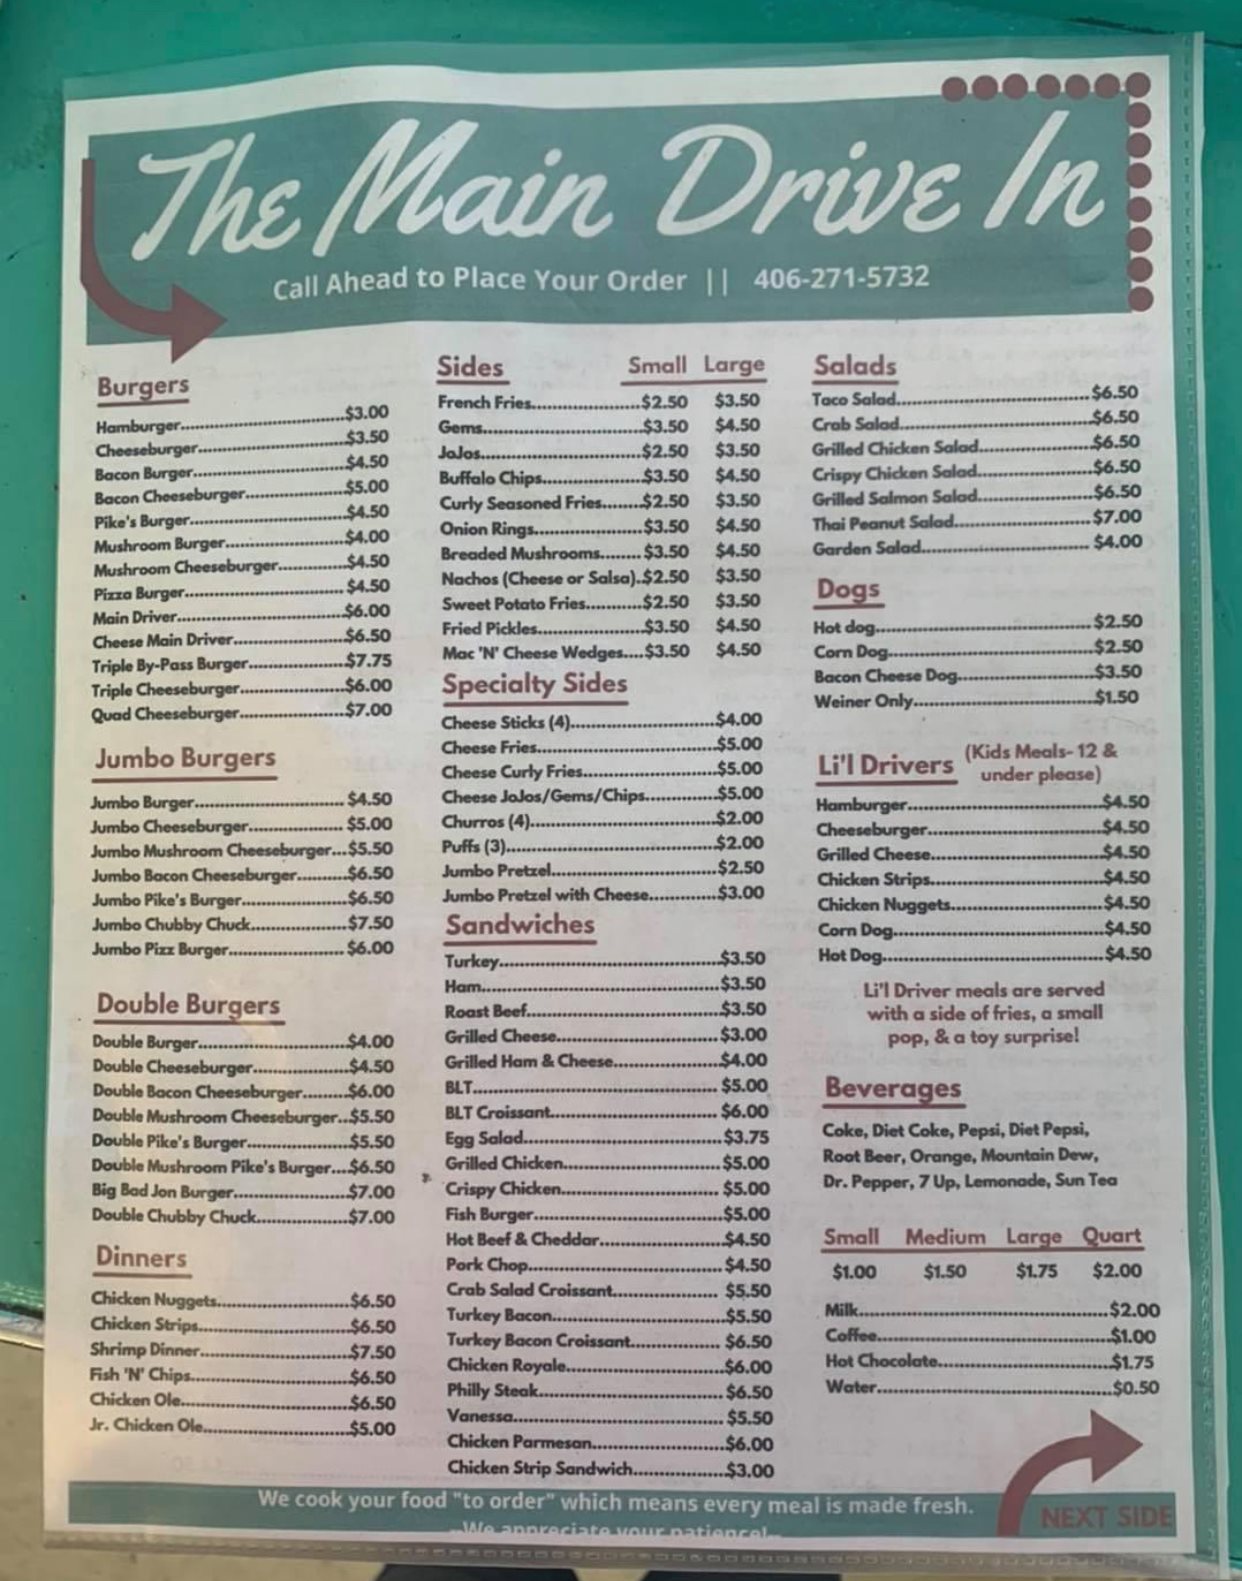 The Main Drive In
Call Ahead to Place Your Order || 406-271-5732
Burgers
Hamburger....................$3.00
Cheeseburger....................$3.50
Bacon Burger....................$4.50
Bacon Cheeseburger....................$5.00
Pike's Burger....................$4.50
Mushroom Burger....................$4.00
Mushroom Cheeseburger....................$4.50
Pizza Burger....................$4.50
Main Driver....................$6.00
Cheese Main Driver....................$6.50
Triple By-Pass Burger....................$7.75
Triple Cheeseburger....................$6.00
Quad Cheeseburger....................$7.00
Jumbo Burgers
Jumbo Burger....................$4.50
Jumbo Cheeseburger....................$5.00
Jumbo Mushroom Cheeseburger...$5.50
Jumbo Bacon Cheeseburger..........$6.50
Jumbo Pike's Burger....................$6.50
Jumbo Chubby Chuck....................$7.50
Jumbo Pizz Burger....................$6.00
Double Burgers
Double Burger....................$4.00
Double Cheeseburger....................$4.50
Double Bacon Cheeseburger.........$6.00
Double Mushroom Cheeseburger..$5.50
Double Pike's Burger....................$5.50
Double Mushroom Pike's Burger...$6.50
Big Bad Jon Burger....................$7.00
Double Chubby Chuck....................$7.00
Dinners
Chicken Nuggets....................$6.50
Chicken Strips....................$6.50
Shrimp Dinner....................$7.50
Fish 'N' Chips....................$6.50
Chicken Ole....................$6.50
Jr. Chicken Ole....................$5.00
Sides Small Large
French Fries....................$2.50 $3.50
Gems....................$3.50 $4.50
JoJos....................$2.50 $3.50
Buffalo Chips....................$3.50 $4.50
Curly Seasoned Fries........$2.50 $3.50
Onion Rings....................$3.50 $4.50
Breaded Mushrooms........$3.50 $4.50
Nachos (Cheese or Salsa)..$2.50 $3.50
Sweet Potato Fries...........$2.50 $3.50
Fried Pickles....................$3.50 $4.50
Mac 'N' Cheese Wedges....$3.50 $4.50
Specialty Sides
Cheese Sticks (4)....................$4.00
Cheese Fries....................$5.00
Cheese Curly Fries....................$5.00
Cheese JoJos/Gems/Chips..............$5.00
Churros (4)....................$2.00
Puffs (3)....................$2.00
Jumbo Pretzel....................$2.50
Jumbo Pretzel with Cheese.............$3.00
Sandwiches
Turkey....................$3.50
Ham....................$3.50
Roast Beef....................$3.50
Grilled Cheese....................$3.00
Grilled Ham & Cheese....................$4.00
BLT....................$5.00
BLT Croissant....................$6.00
Egg Salad....................$3.75
Grilled Chicken....................$5.00
Crispy Chicken....................$5.00
Fish Burger....................$5.00
Hot Beef & Cheddar....................$4.50
Pork Chop....................$4.50
Crab Salad Croissant....................$5.50
Turkey Bacon....................$5.50
Turkey Bacon Croissant....................$6.50
Chicken Royale....................$6.00
Philly Steak....................$6.50
Vanessa....................$5.50
Chicken Parmesan....................$6.00
Chicken Strip Sandwich....................$3.00
Salads
Taco Salad....................$6.50
Crab Salad....................$6.50
Grilled Chicken Salad....................$6.50
Crispy Chicken Salad....................$6.50
Grilled Salmon Salad....................$6.50
Thai Peanut Salad....................$7.00
Garden Salad....................$4.00
Dogs
Hot dog....................$2.50
Corn Dog....................$2.50
Bacon Cheese Dog....................$3.50
Weiner Only....................$1.50
Li'l Drivers (Kids Meals- 12 &
under please)
Hamburger....................$4.50
Cheeseburger....................$4.50
Grilled Cheese....................$4.50
Chicken Strips....................$4.50
Chicken Nuggets....................$4.50
Corn Dog....................$4.50
Hot Dog....................$4.50
Li'l Driver meals are served
with a side of fries, a small
pop, & a toy surprise!
Beverages
Coke, Diet Coke, Pepsi, Diet Pepsi,
Root Beer, Orange, Mountain Dew,
Dr. Pepper, 7 Up, Lemonade, Sun Tea
Small Medium Large Quart
$1.00 $1.50 $1.75 $2.00
Milk....................$2.00
Coffee....................$1.00
Hot Chocolate....................$1.75
Water....................$0.50
We cook your food "to order" which means every meal is made fresh.
We appreciate your patience!
NEXT SIDE